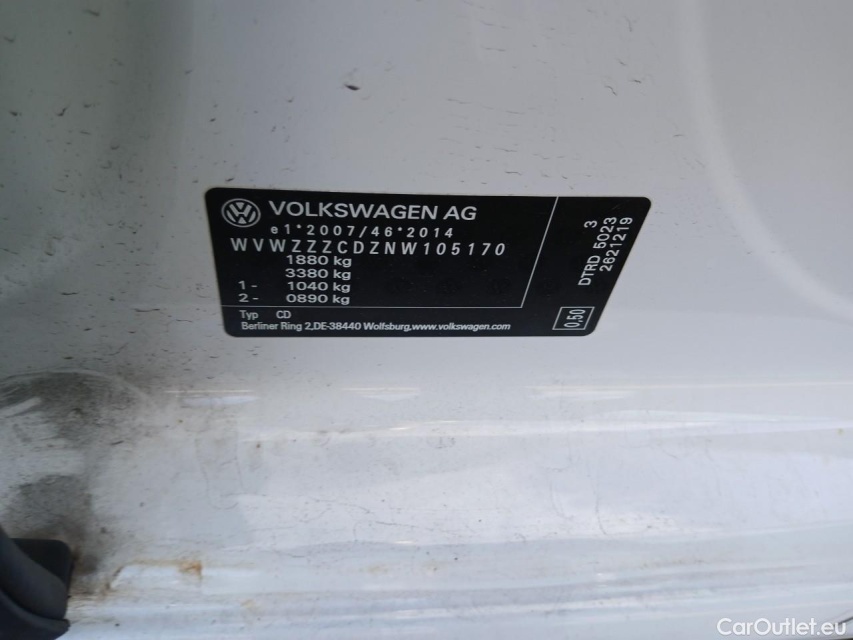 VOLKSWAGEN AG
e1*2007/46*2014
WVWZZZCDZNW105170
1880 kg
3380 kg
1- 1040 kg
2- 0890 kg
Typ CD
Berliner Ring 2,DE-38440 Wolfsburg,www.volkswagen.com
3
DTRD 5023
2621219
0,50
CarOutlet.eu